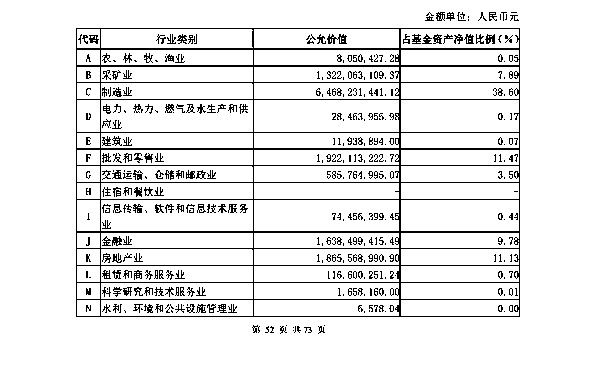 金额单位：人民币元
代码 行业类别 公允价值 占基金资产净值比例（%）
A 农、林、牧、渔业 8,050,427.28 0.05
B 采矿业 1,322,063,109.37 7.89
C 制造业 6,468,231,441.12 38.60
D 电力、热力、燃气及水生产和供 28,463,955.98 0.17
应业
E 建筑业 11,938,894.00 0.07
F 批发和零售业 1,922,113,222.72 11.47
G 交通运输、仓储和邮政业 585,764,995.07 3.50
H 住宿和餐饮业 - -
I 信息传输、软件和信息技术服务 74,456,399.45 0.44
业
J 金融业 1,638,499,415.49 9.78
K 房地产业 1,865,568,990.90 11.13
L 租赁和商务服务业 116,600,251.24 0.70
M 科学研究和技术服务业 1,658,160.00 0.01
N 水利、环境和公共设施管理业 6,578.04 0.00
第 52 页 共 73 页